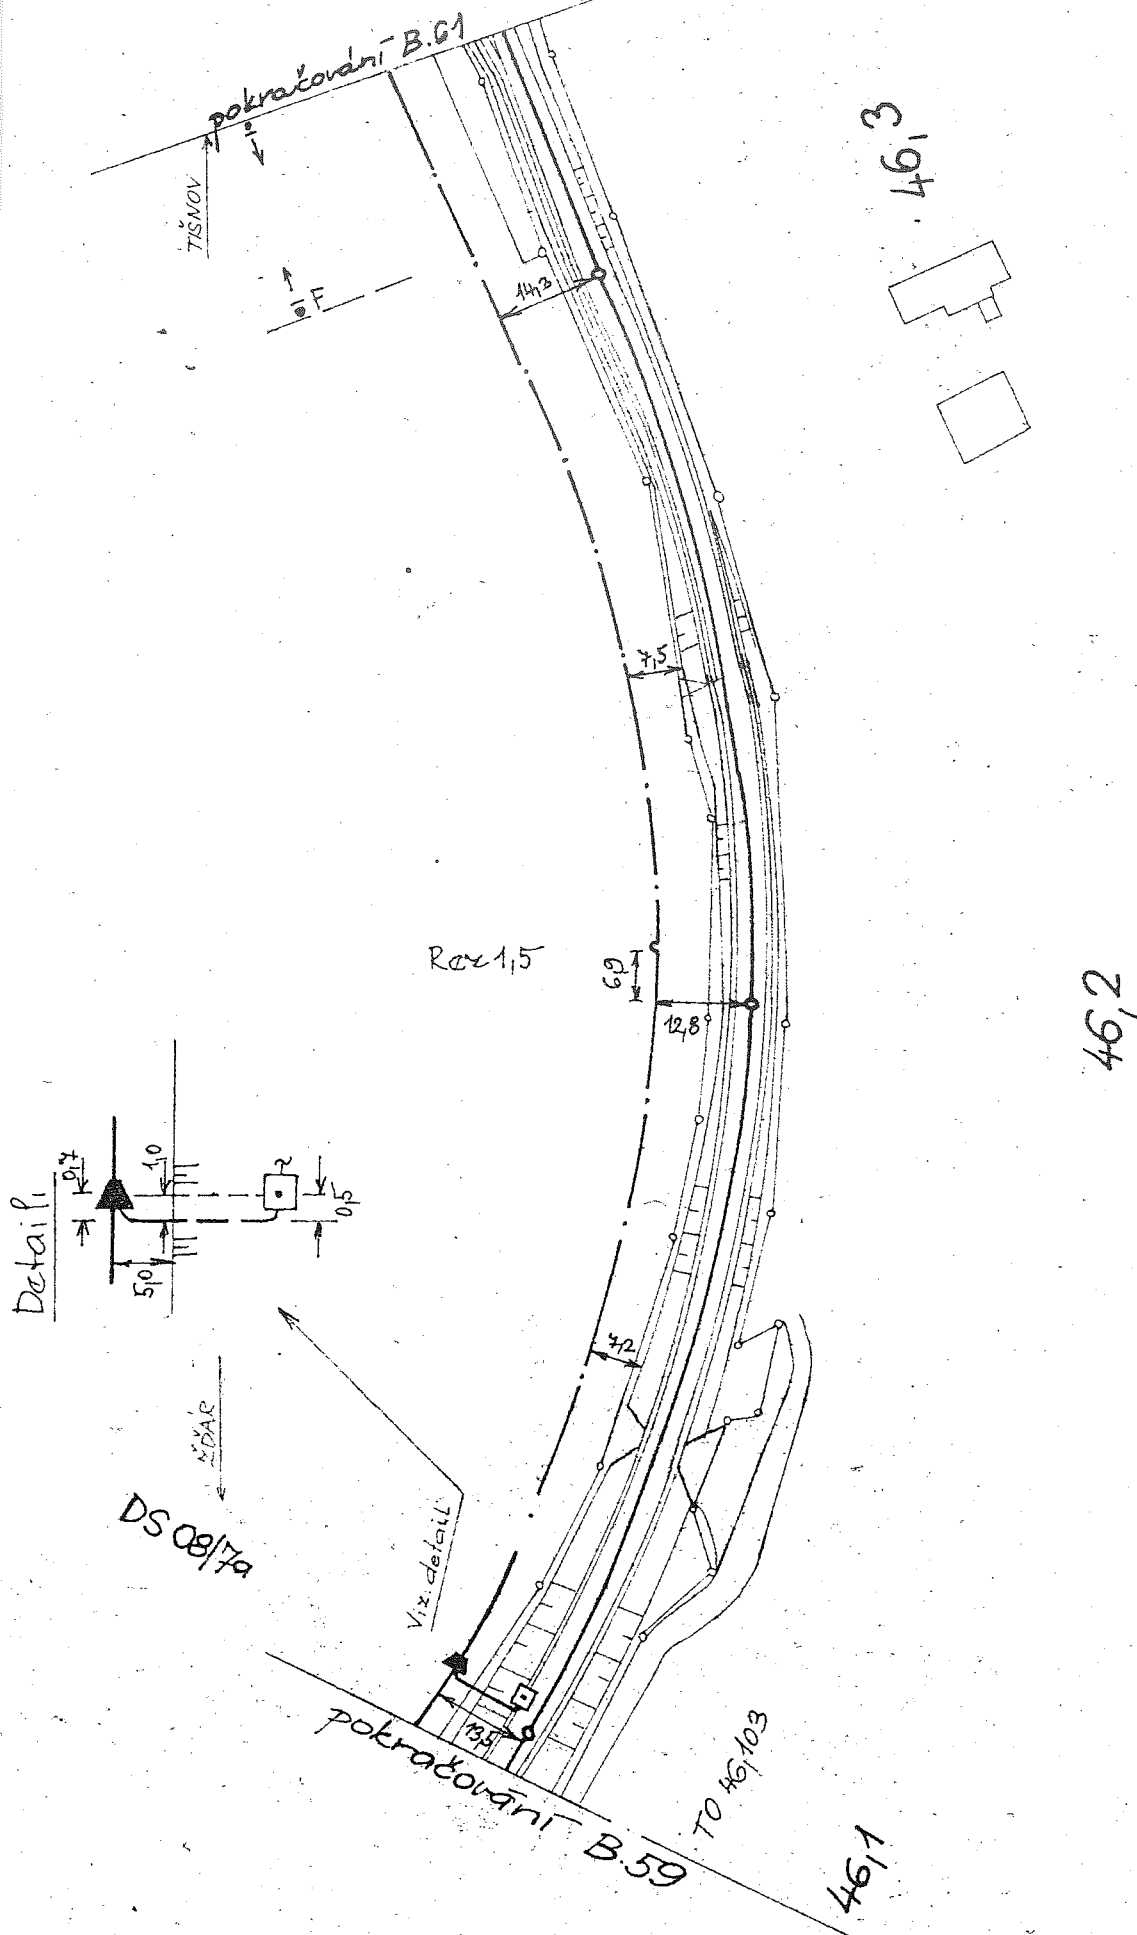 pokračování B.61
TIŠNOV
F
46,3
14,3
7,5
Rez 1,5
6,9
12,8
46,2
Detail
0,7
1,0
5,0
0,5
ŽĎÁR
DS 08/7a
7,2
Viz. detail
13,5
pokračování B.59
TO 46,103
46,1